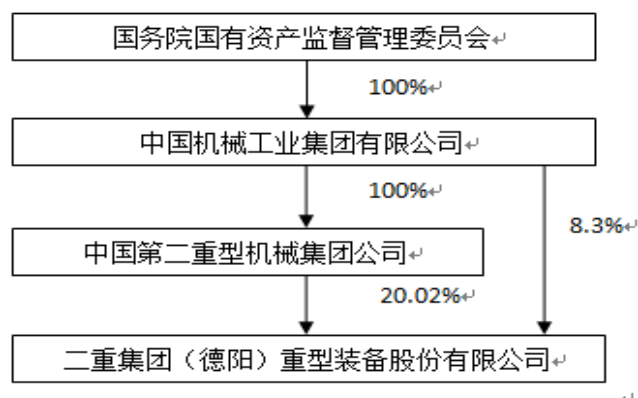 国务院国有资产监督管理委员会
100%
中国机械工业集团有限公司
100%
8.3%
中国第二重型机械集团公司
20.02%
二重集团（德阳）重型装备股份有限公司